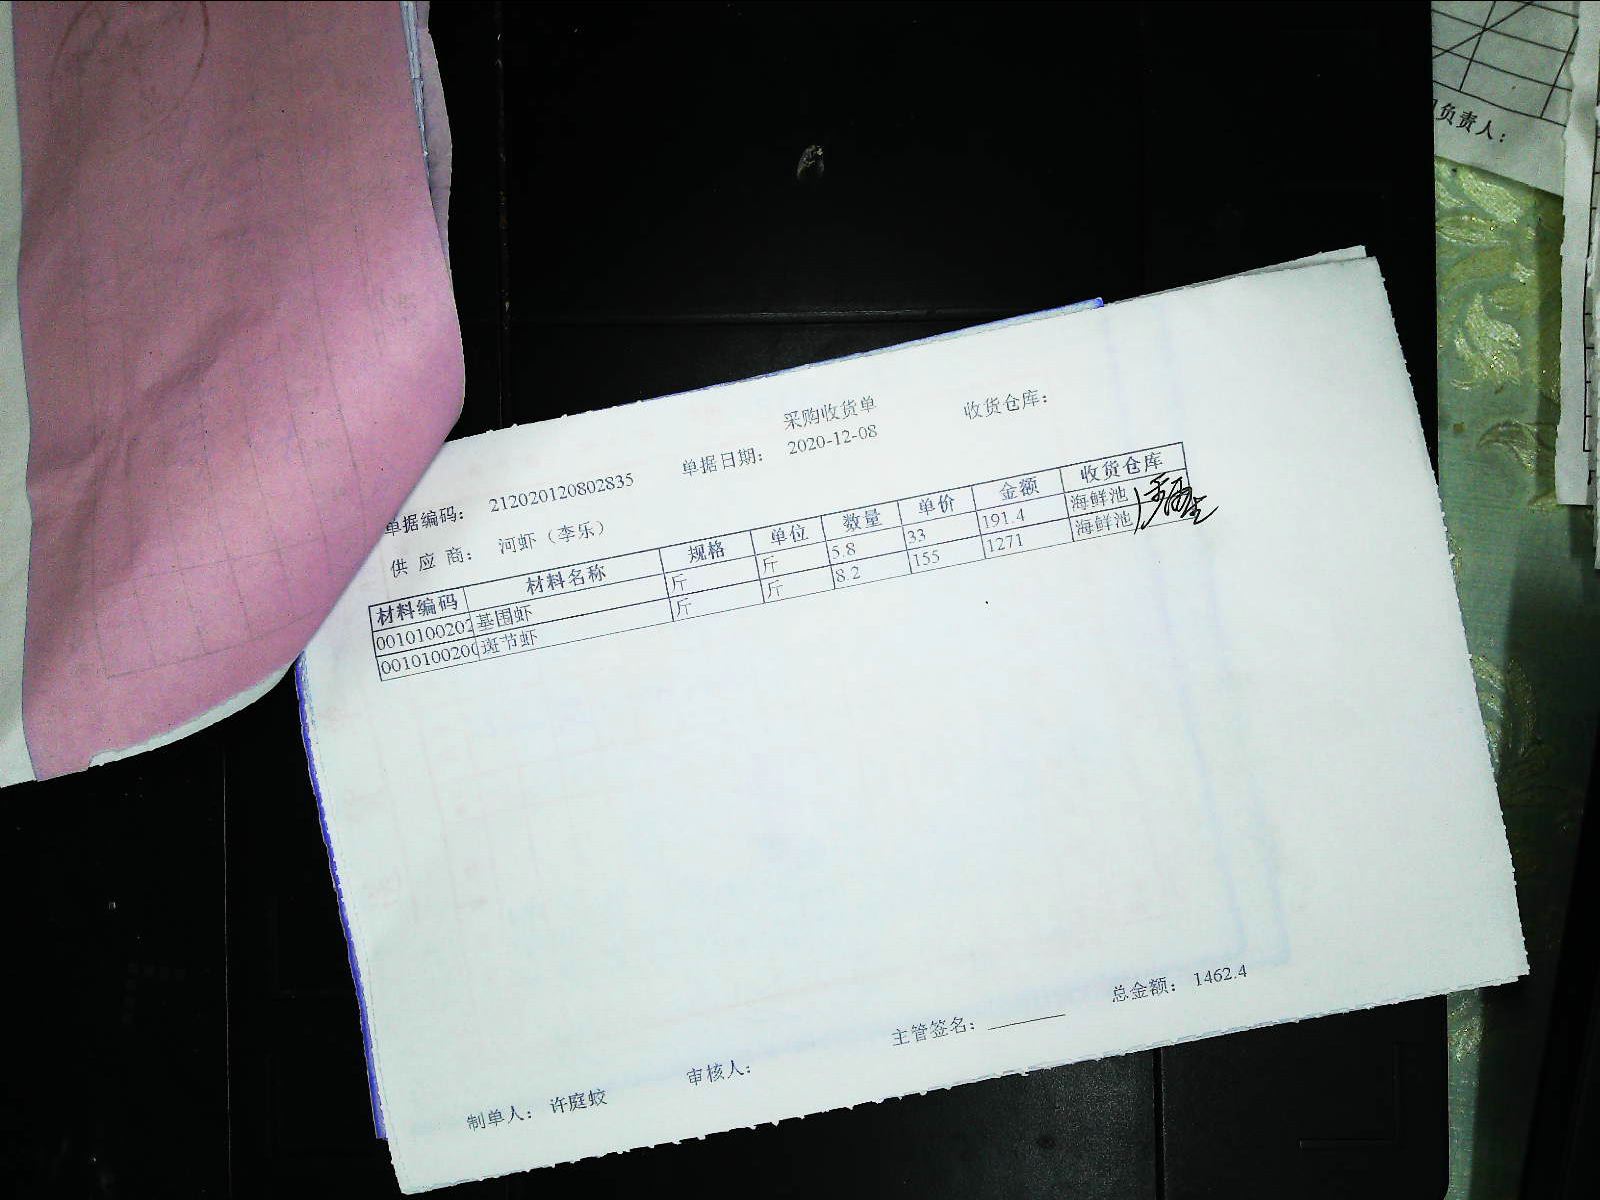 负责人：
采购收货单
单据编码： 212020120802835 单据日期： 2020-12-08 收货仓库：
供 应 商： 河虾（李乐）
材料编码 材料名称 规格 单位 数量 单价 金额 收货仓库
0010100202 基围虾 斤 斤 5.8 33 191.4 海鲜池
001010020 斑节虾 斤 斤 8.2 155 1271 海鲜池
总金额： 1462.4
制单人： 许庭蛟 审核人： 主管签名：